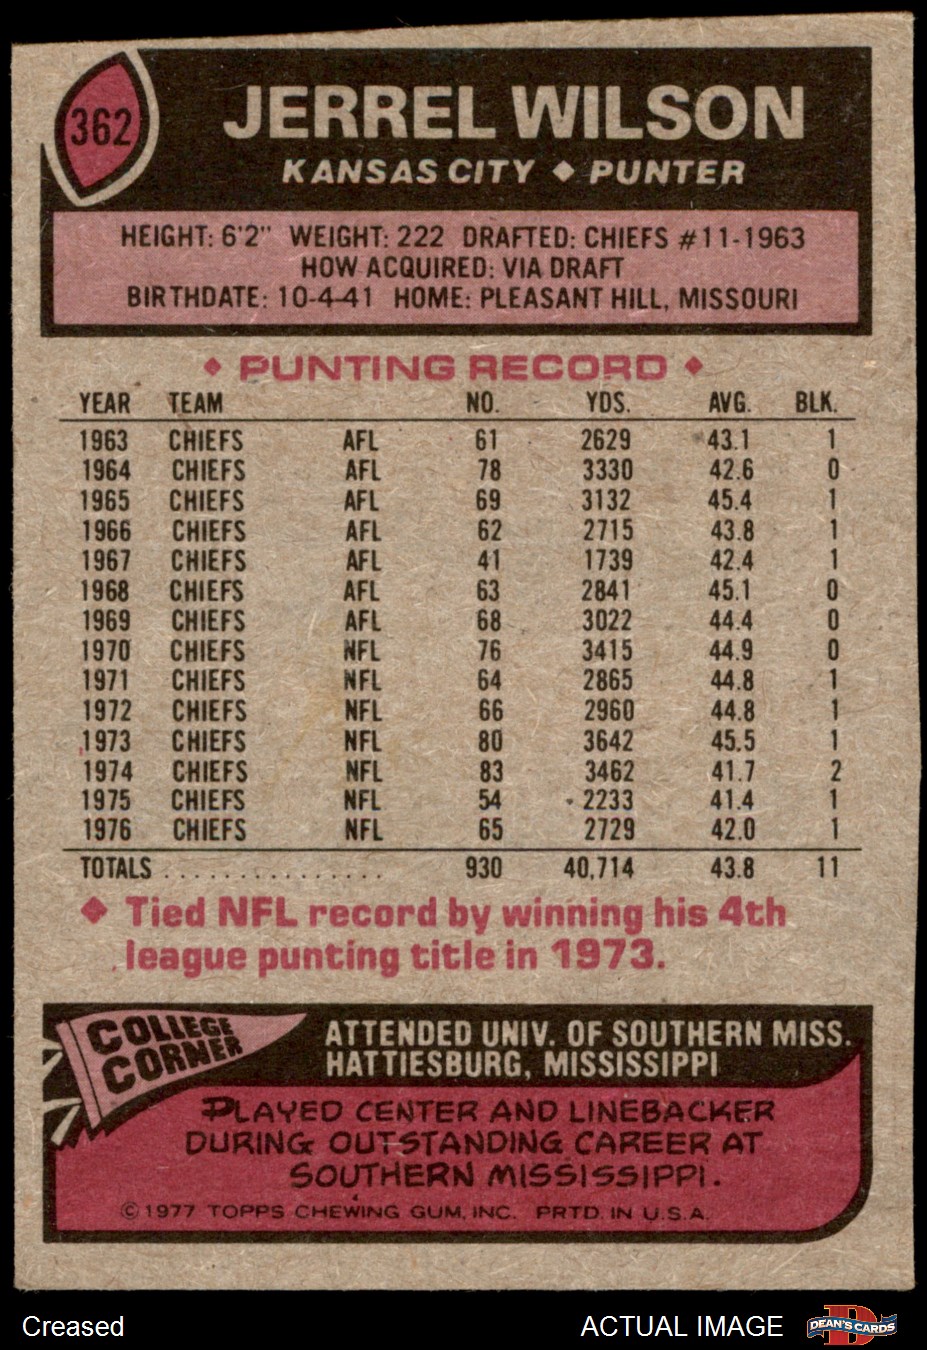 362
JERREL WILSON
KANSAS CITY ◆ PUNTER
HEIGHT: 6'2" WEIGHT: 222 DRAFTED: CHIEFS #11-1963
HOW ACQUIRED: VIA DRAFT
BIRTHDATE: 10-4-41 HOME: PLEASANT HILL, MISSOURI
◆ PUNTING RECORD ◆
YEAR TEAM NO. YDS. AVG. BLK.
1963 CHIEFS AFL 61 2629 43.1 1
1964 CHIEFS AFL 78 3330 42.6 0
1965 CHIEFS AFL 69 3132 45.4 1
1966 CHIEFS AFL 62 2715 43.8 1
1967 CHIEFS AFL 41 1739 42.4 1
1968 CHIEFS AFL 63 2841 45.1 0
1969 CHIEFS AFL 68 3022 44.4 0
1970 CHIEFS NFL 76 3415 44.9 0
1971 CHIEFS NFL 64 2865 44.8 1
1972 CHIEFS NFL 66 2960 44.8 1
1973 CHIEFS NFL 80 3642 45.5 1
1974 CHIEFS NFL 83 3462 41.7 2
1975 CHIEFS NFL 54 2233 41.4 1
1976 CHIEFS NFL 65 2729 42.0 1
TOTALS ............... 930 40,714 43.8 11
◆ Tied NFL record by winning his 4th
league punting title in 1973.
COLLEGE
CORNER
ATTENDED UNIV. OF SOUTHERN MISS.
HATTIESBURG, MISSISSIPPI
PLAYED CENTER AND LINEBACKER
DURING OUTSTANDING CAREER AT
SOUTHERN MISSISSIPPI.
©1977 TOPPS CHEWING GUM, INC. PRTD. IN U.S.A.
Creased
ACTUAL IMAGE
DEAN'S CARDS